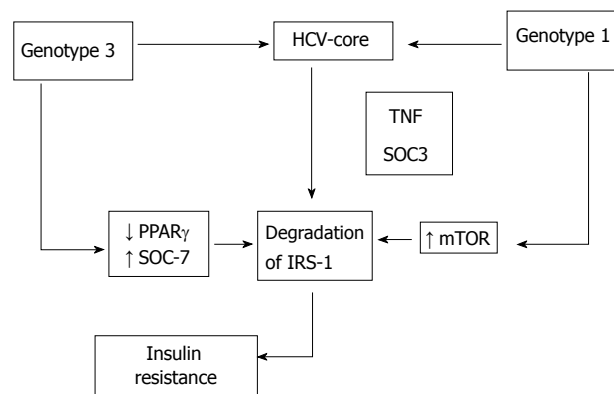 Genotype 3
HCV-core
Genotype 1
TNF
SOC3
↓ PPARγ
↑ SOC-7
Degradation
of IRS-1
↑ mTOR
Insulin
resistance